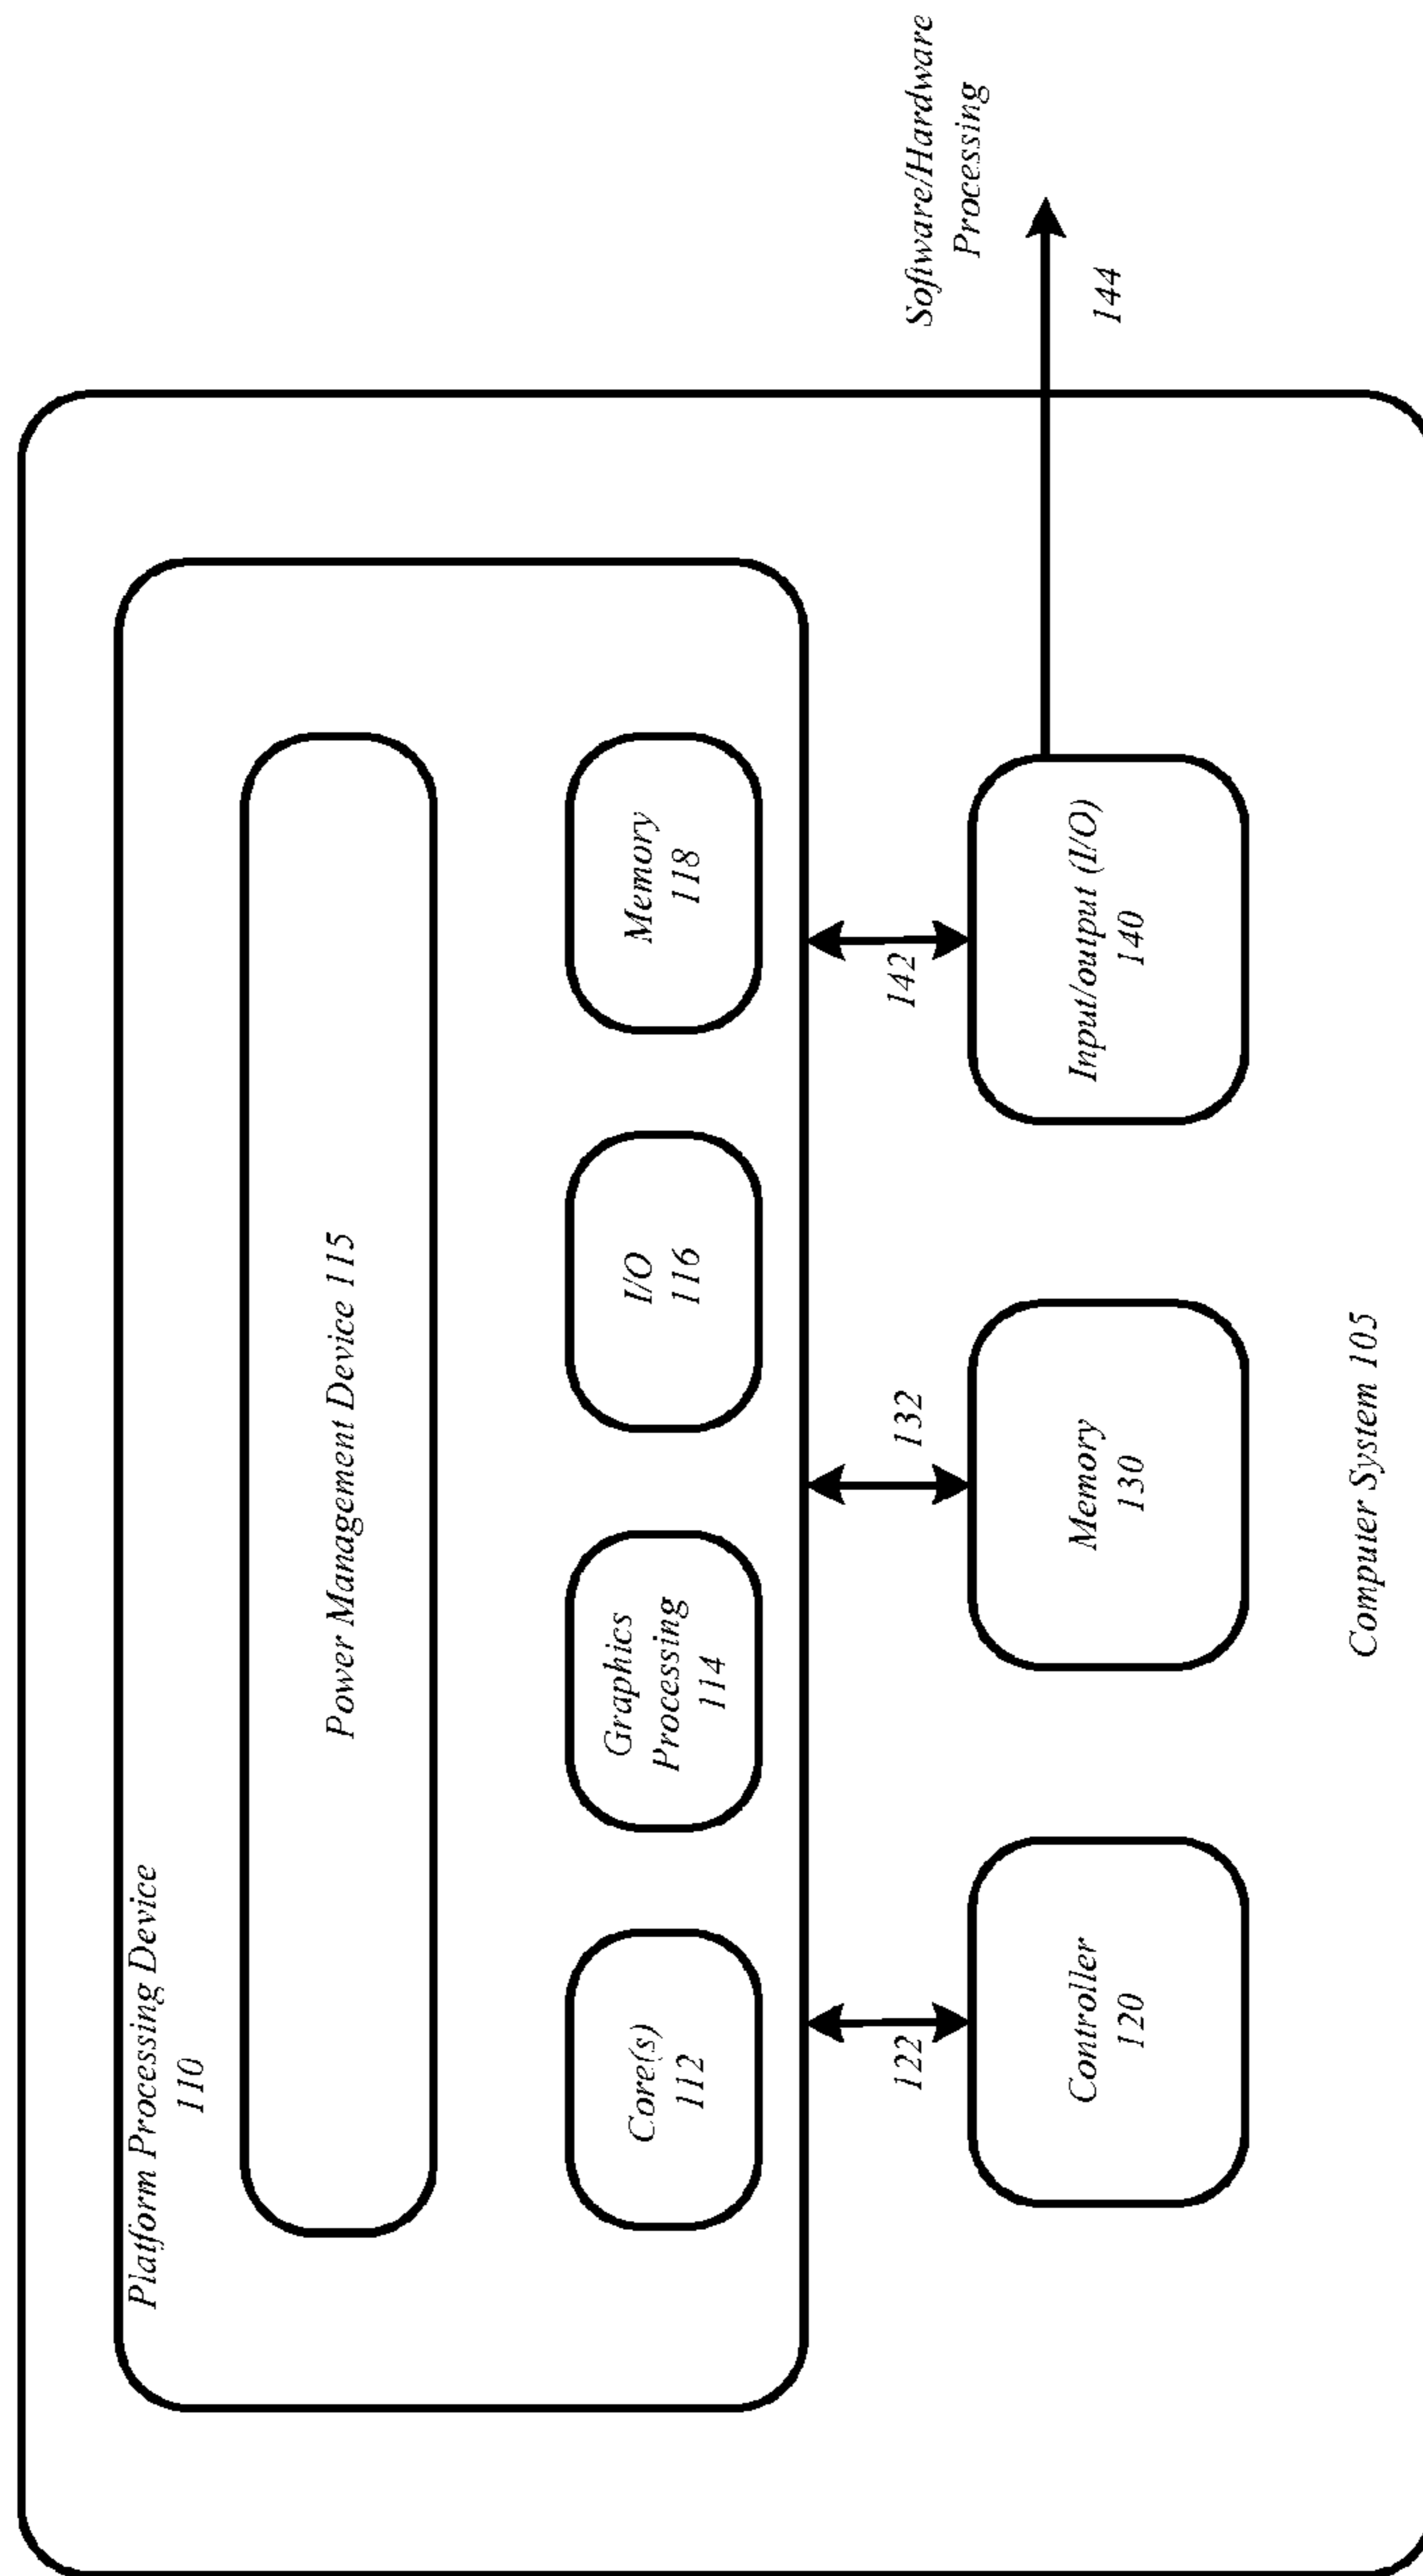 Platform Processing Device
110
Power Management Device 115
Core(s)
112
Graphics
Processing
114
I/O
116
Memory
118
122
132
142
Controller
120
Memory
130
Input/output (I/O)
140
Software/Hardware
Processing
144
Computer System 105